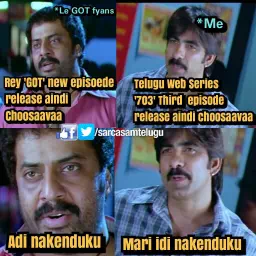 *Le GOT fyans
*Me
Rey 'GOT' new episoede
release aindi
Choosaavaa
Telugu Web Series
'703' Third episode
release aindi choosaavaa
/sarcasamtelugu
Adi nakenduku
Mari idi nakenduku